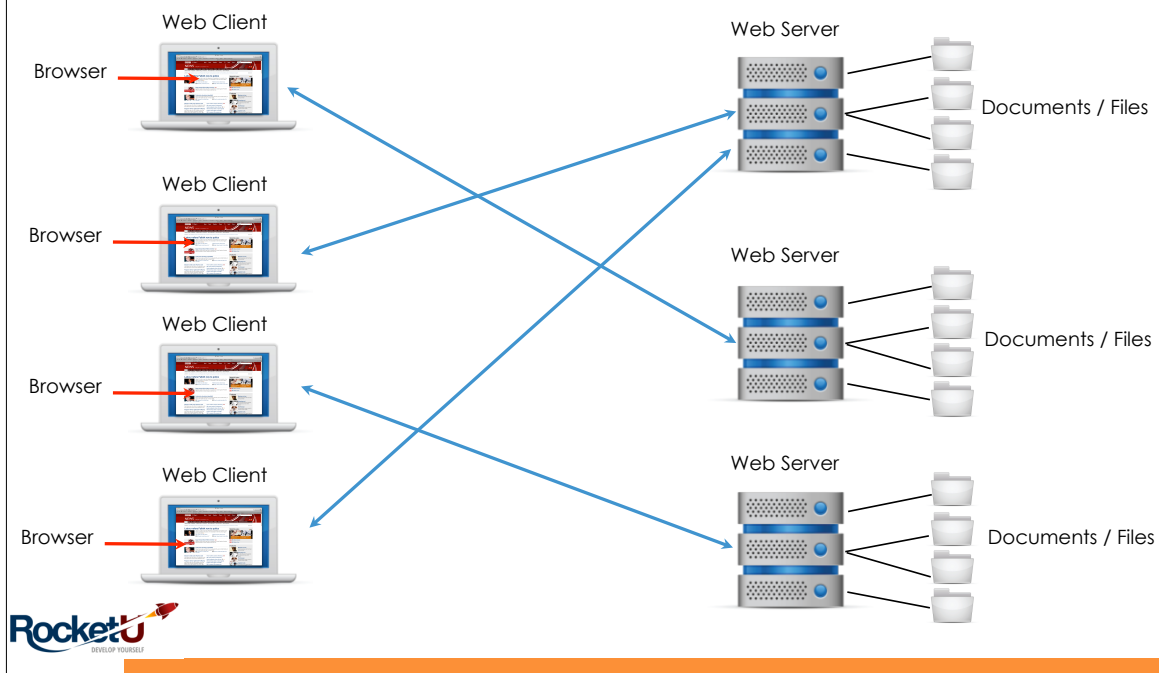 Web Client
Browser
Web Client
Browser
Web Client
Browser
Web Client
Browser
Web Server
Documents / Files
Web Server
Documents / Files
Web Server
Documents / Files
RocketU
DEVELOP YOURSELF